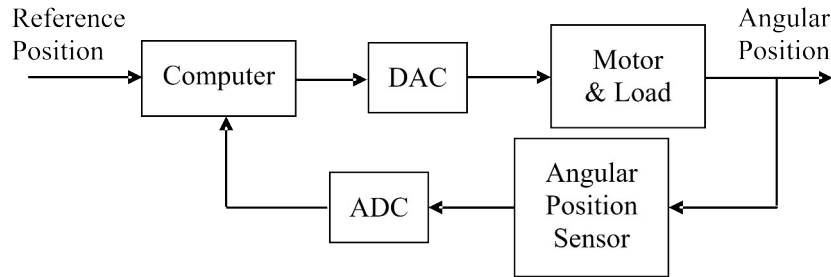 Reference
Position
Computer
DAC
Motor
& Load
Angular
Position
ADC
Angular
Position
Sensor